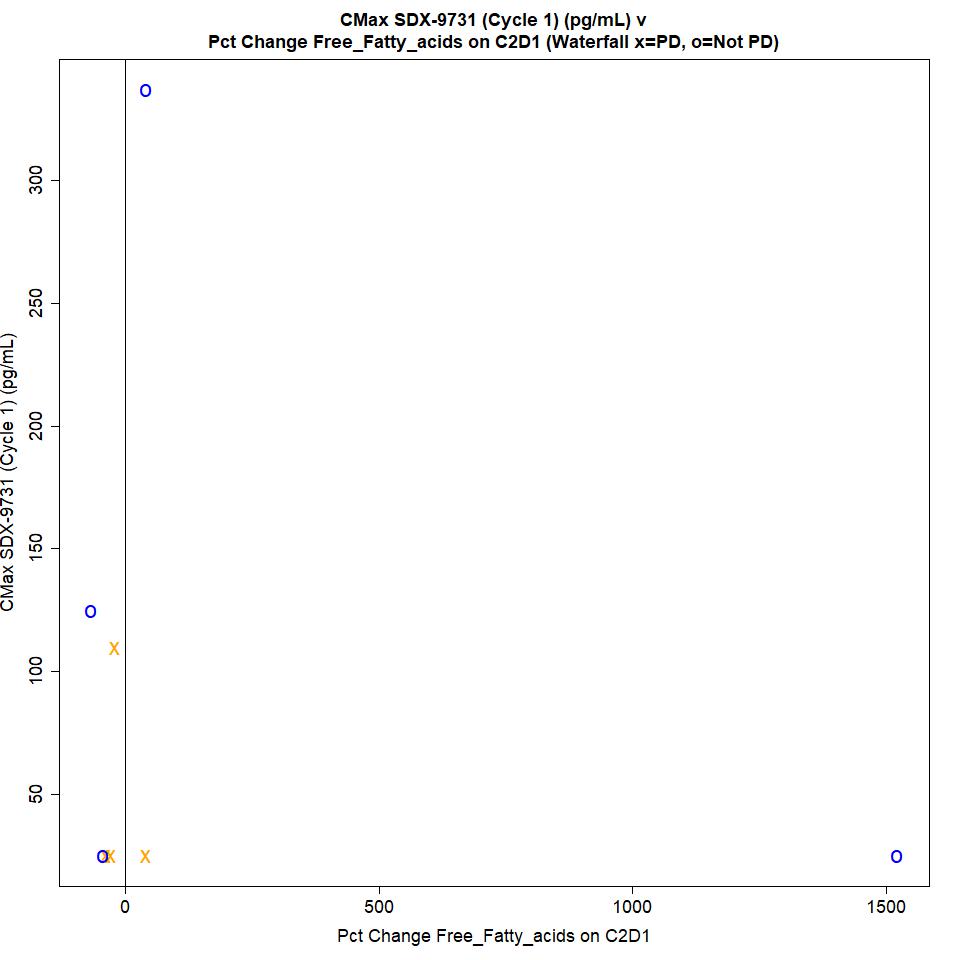 CMax SDX-9731 (Cycle 1) (pg/mL) v
Pct Change Free_Fatty_acids on C2D1 (Waterfall x=PD, o=Not PD)
CMax SDX-9731 (Cycle 1) (pg/mL)
300
250
200
150
100
50
O
O
X
O X
X
O
0
500
1000
1500
Pct Change Free_Fatty_acids on C2D1